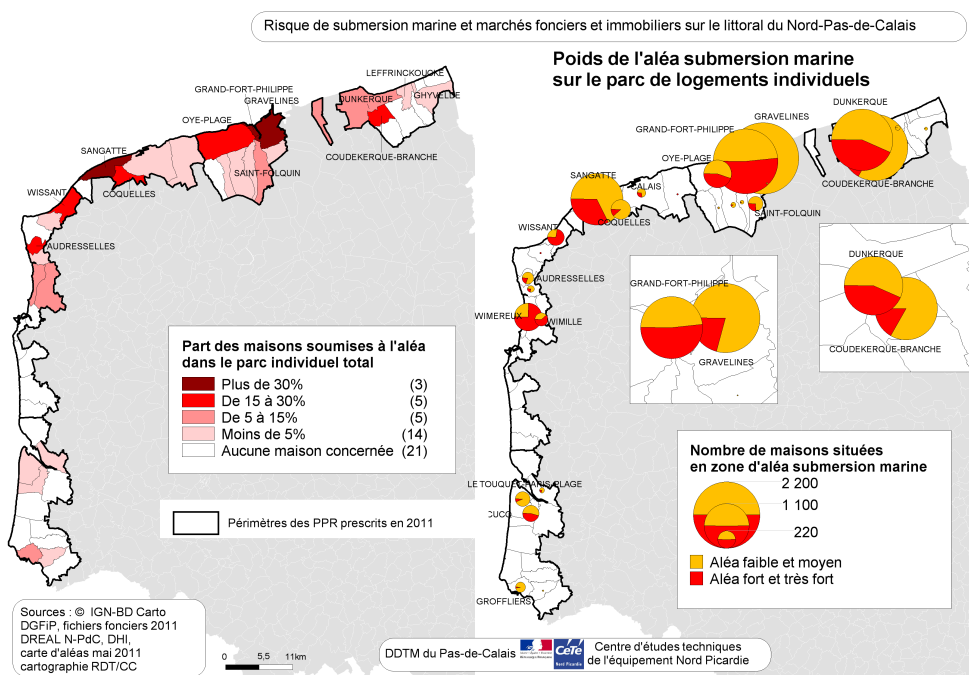 Risque de submersion marine et marchés fonciers et immobiliers sur le littoral du Nord-Pas-de-Calais
Poids de l'aléa submersion marine
sur le parc de logements individuels
LEFFRINCKOUCKE
GRAND-FORT-PHILIPPE
GRAVELINES
DUNKERQUE
GHYVELDE
OYE-PLAGE
COUDEKERQUE-BRANCHE
SANGATTE
SAINT-FOLQUIN
WISSANT
COQUELLES
AUDRESSELLES
Part des maisons soumises à l'aléa
dans le parc individuel total
Plus de 30% (3)
De 15 à 30% (5)
De 5 à 15% (5)
Moins de 5% (14)
Aucune maison concernée (21)
Périmètres des PPR prescrits en 2011
Sources : © IGN-BD Carto
DGFiP, fichiers fonciers 2011
DREAL N-PdC, DHI,
carte d'aléas mai 2011
cartographie RDT/CC
0 5,5 11km
DUNKERQUE
GRAVELINES
GRAND-FORT-PHILIPPE
OYE-PLAGE
COUDEKERQUE-BRANCHE
SANGATTE
CALAIS
SAINT-FOLQUIN
COQUELLES
WISSANT
AUDRESSELLES
WIMEREUX
WIMILLE
LE TOUQUET-PARIS-PLAGE
CUCQ
GROFFLIERS
GRAND-FORT-PHILIPPE
GRAVELINES
DUNKERQUE
COUDEKERQUE-BRANCHE
Nombre de maisons situées
en zone d'aléa submersion marine
2 200
1 100
220
Aléa faible et moyen
Aléa fort et très fort
DDTM du Pas-de-Calais
CeTe
Nord Picardie
Centre d'études techniques
de l'équipement Nord Picardie